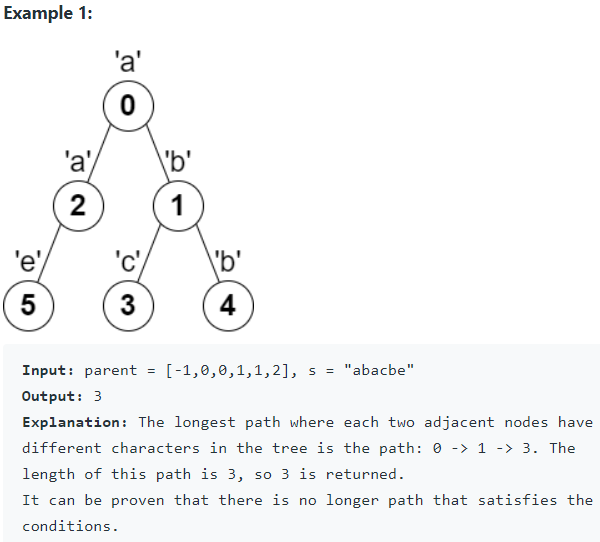 Example 1:
'a'
0
'a' 'b'
2 1
'e' 'c' 'b'
5 3 4
Input: parent = [-1,0,0,1,1,2], s = "abacbe"
Output: 3
Explanation: The longest path where each two adjacent nodes have
different characters in the tree is the path: 0 -> 1 -> 3. The
length of this path is 3, so 3 is returned.
It can be proven that there is no longer path that satisfies the
conditions.